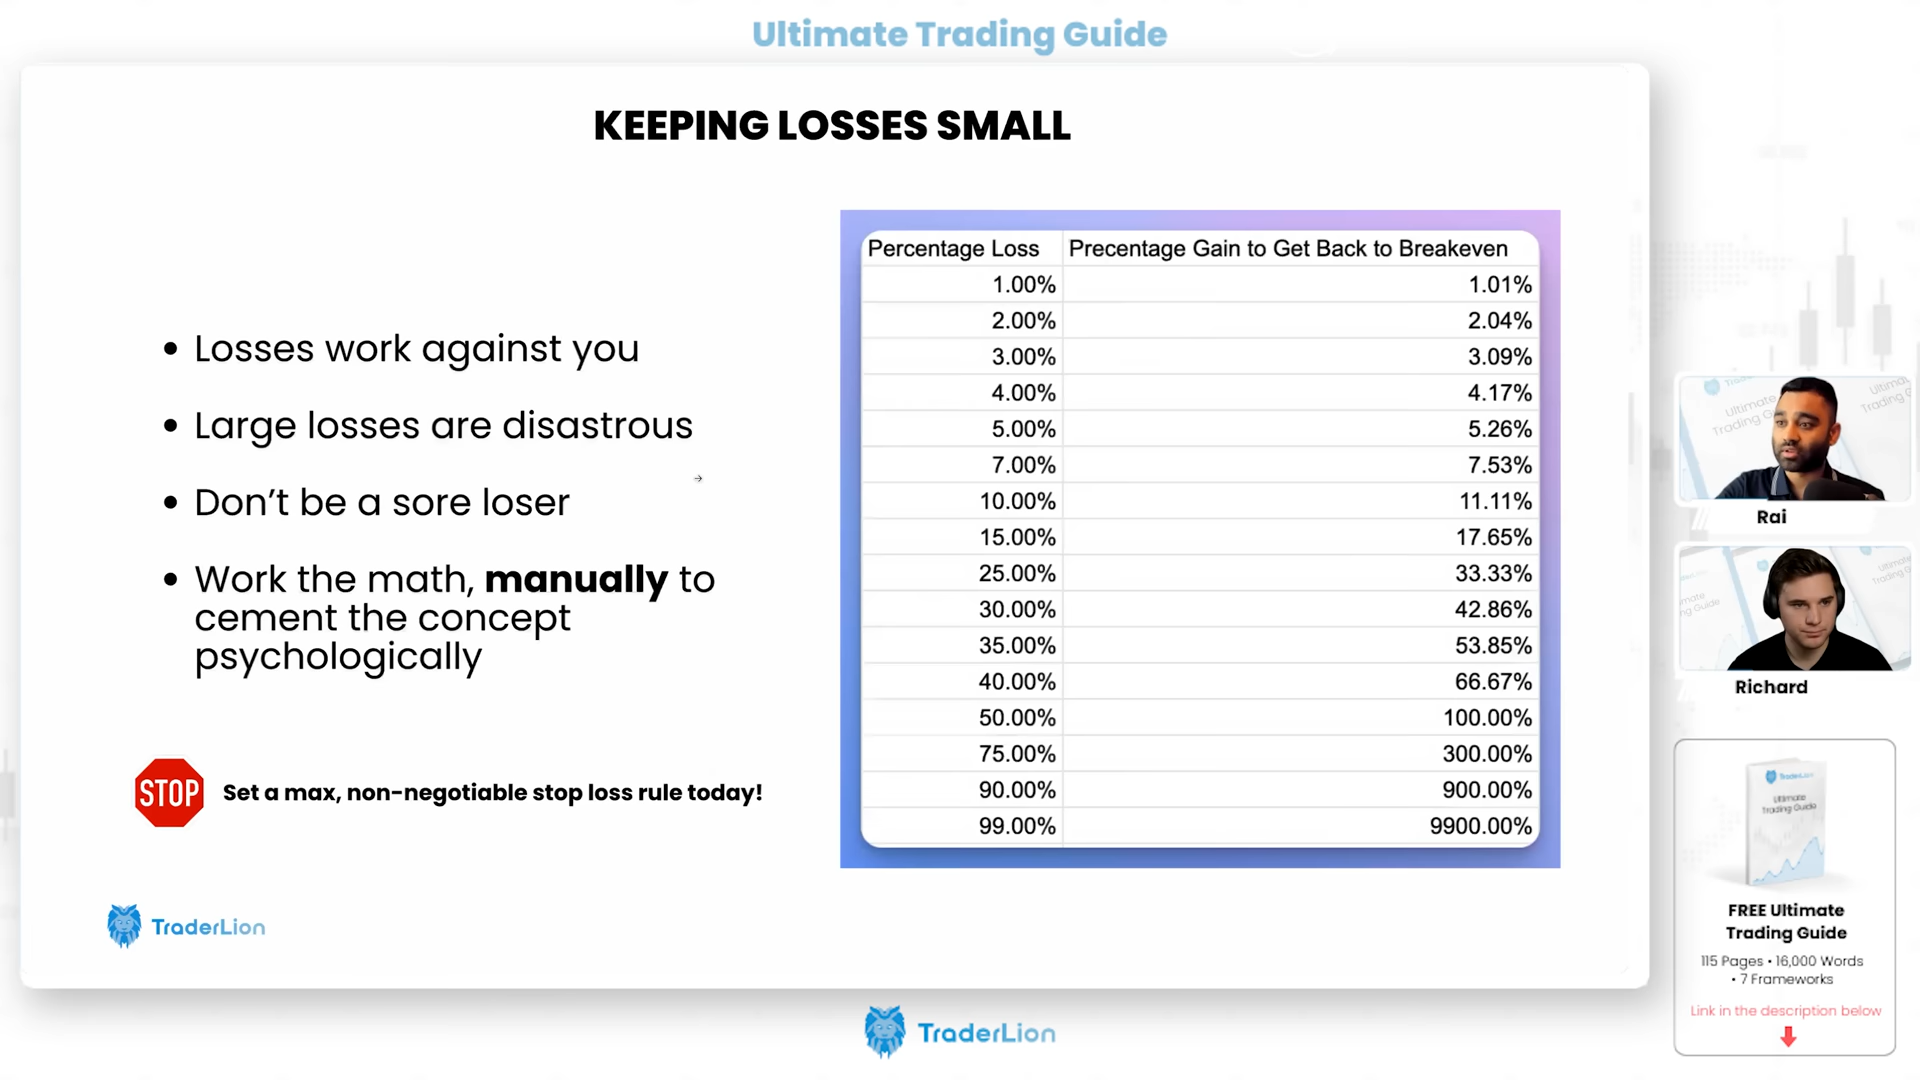 Ultimate Trading Guide
KEEPING LOSSES SMALL
• Losses work against you
• Large losses are disastrous
• Don’t be a sore loser
• Work the math, manually to
cement the concept
psychologically
STOP
Set a max, non-negotiable stop loss rule today!
TraderLion
Percentage Loss Precentage Gain to Get Back to Breakeven
1.00% 1.01%
2.00% 2.04%
3.00% 3.09%
4.00% 4.17%
5.00% 5.26%
7.00% 7.53%
10.00% 11.11%
15.00% 17.65%
25.00% 33.33%
30.00% 42.86%
35.00% 53.85%
40.00% 66.67%
50.00% 100.00%
75.00% 300.00%
90.00% 900.00%
99.00% 9900.00%
Rai
Richard
TraderLion
Ultimate
Trading Guide
FREE Ultimate
Trading Guide
115 Pages • 16,000 Words
• 7 Frameworks
Link in the description below
TraderLion